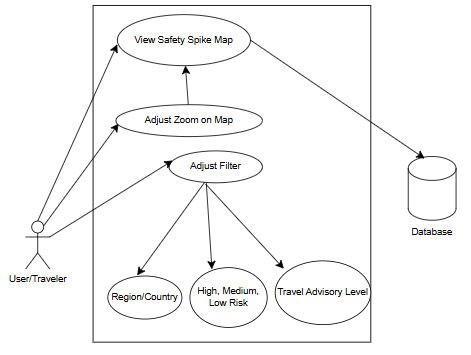 View Safety Spike Map
Adjust Zoom on Map
Adjust Filter
Database
User/Traveler
Region/Country
High, Medium,
Low Risk
Travel Advisory Level